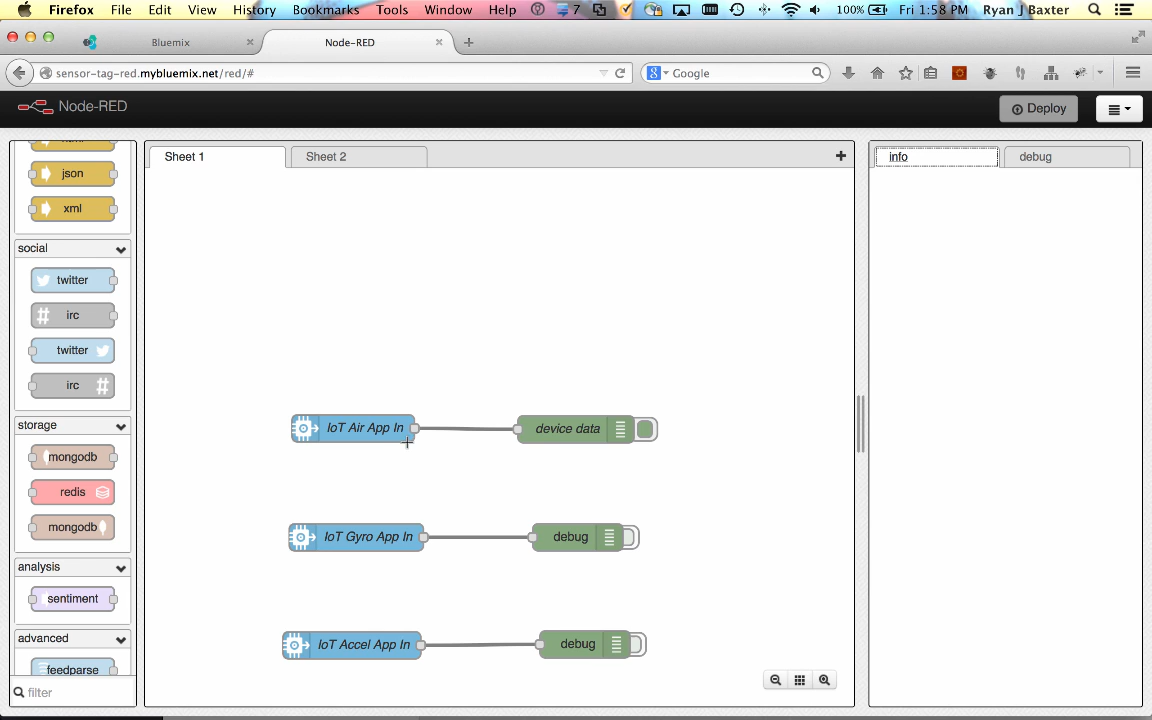 Firefox File Edit View History Bookmarks Tools Window Help 7 100% Fri 1:58 PM Ryan J Baxter
Bluemix Node-RED
sensor-tag-red.mybluemix.net/red/# Google
Node-RED Deploy
Sheet 1 Sheet 2 info debug
json
xml
social
twitter
irc
twitter
irc
storage
mongodb
redis
mongodb
analysis
sentiment
advanced
feedparse
filter
IoT Air App In device data
IoT Gyro App In debug
IoT Accel App In debug